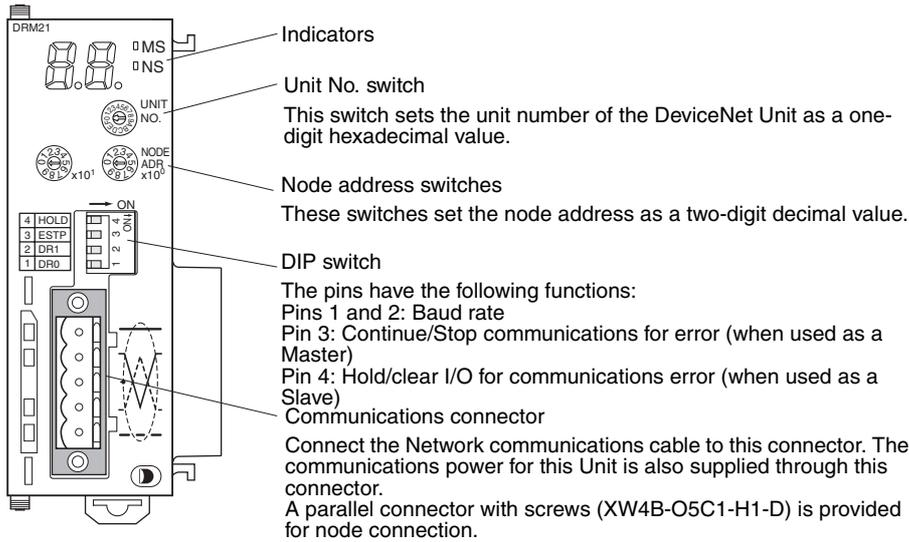 DRM21
MS
NS
UNIT
NO.
NODE
ADR
x10¹
x10⁰
ON
4 HOLD
3 ESTP
2 DR1
1 DR0
ON
4
3
2
1
Indicators
Unit No. switch
This switch sets the unit number of the DeviceNet Unit as a one-
digit hexadecimal value.
Node address switches
These switches set the node address as a two-digit decimal value.
DIP switch
The pins have the following functions:
Pins 1 and 2: Baud rate
Pin 3: Continue/Stop communications for error (when used as a
Master)
Pin 4: Hold/clear I/O for communications error (when used as a
Slave)
Communications connector
Connect the Network communications cable to this connector. The
communications power for this Unit is also supplied through this
connector.
A parallel connector with screws (XW4B-O5C1-H1-D) is provided
for node connection.